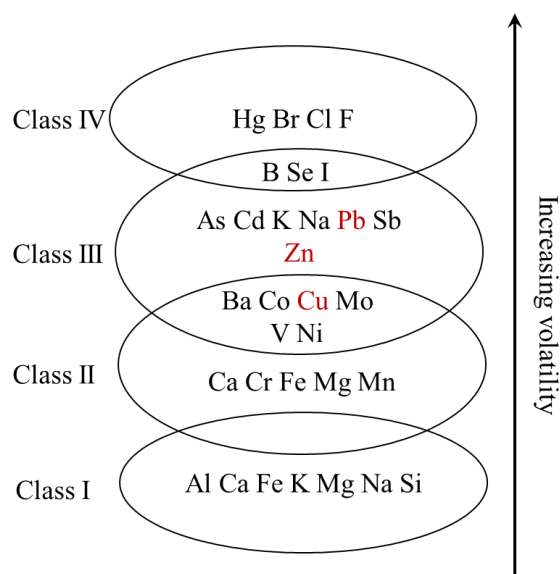 Class IV
Hg Br Cl F
B Se I
As Cd K Na Pb Sb
Zn
Class III
Ba Co Cu Mo
V Ni
Class II
Ca Cr Fe Mg Mn
Class I
Al Ca Fe K Mg Na Si
Increasing volatility